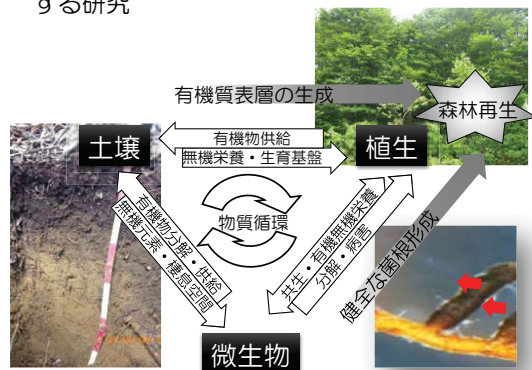 する研究
有機質表層の生成
森林再生
土壌
有機物供給
無機栄養・生育基盤
植生
物質循環
有機物分解・供給
無機元素・棲息空間
共生・有機無機栄養
分解・病害
健全な菌根形成
微生物